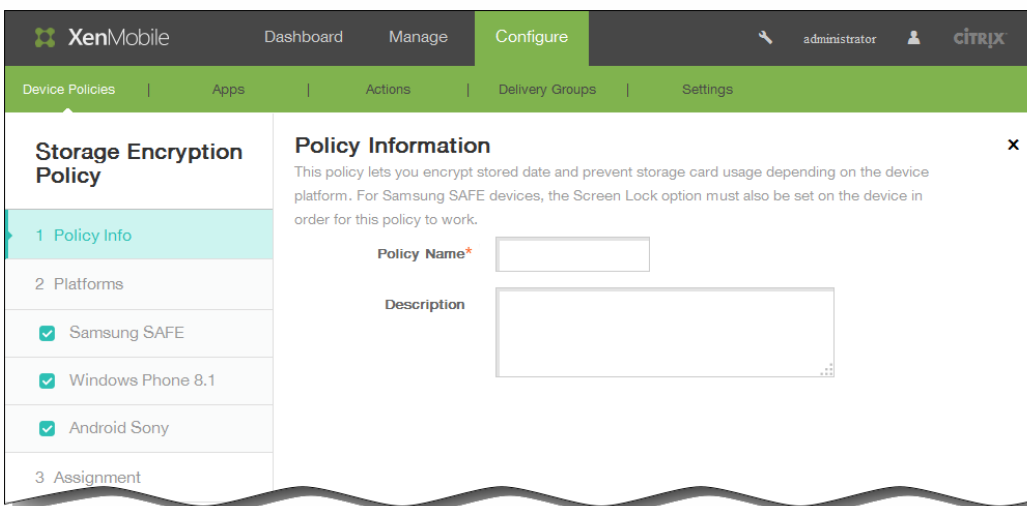 XenMobile Dashboard Manage Configure administrator CİTRIX
Device Policies | Apps | Actions | Delivery Groups | Settings
Storage Encryption
Policy
1 Policy Info
2 Platforms
Samsung SAFE
Windows Phone 8.1
Android Sony
3 Assignment
Policy Information
x
This policy lets you encrypt stored date and prevent storage card usage depending on the device
platform. For Samsung SAFE devices, the Screen Lock option must also be set on the device in
order for this policy to work.
Policy Name*
Description